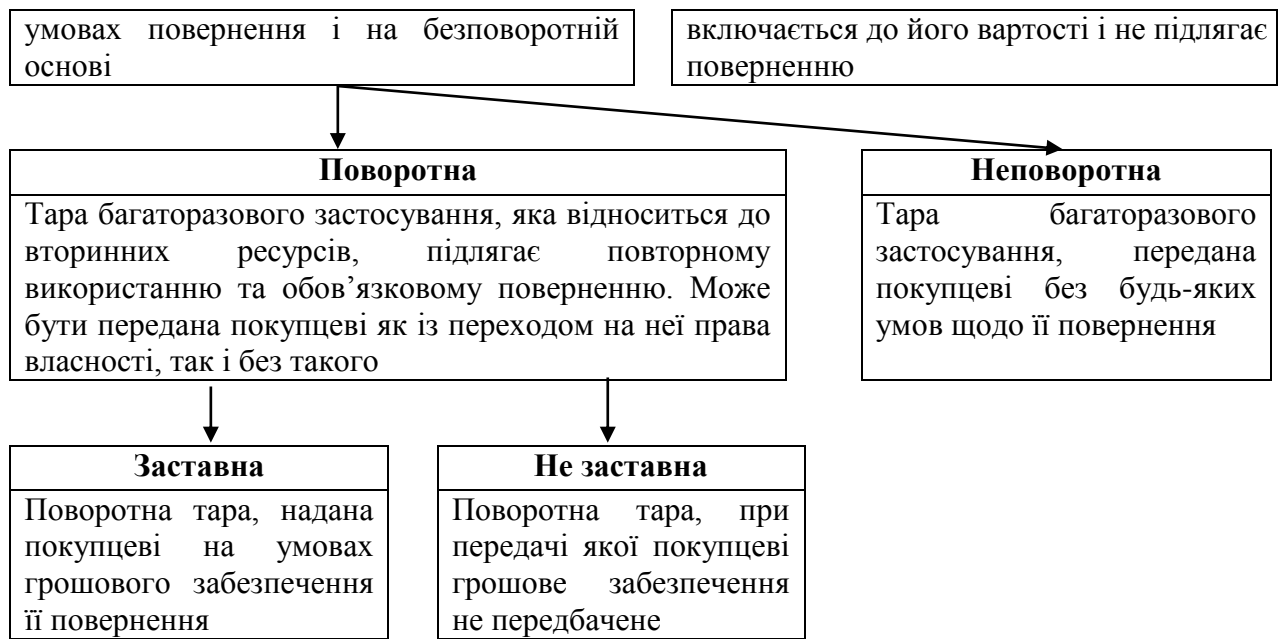 умовах повернення і на безповоротній
основі
включається до його вартості і не підлягає
поверненню
Поворотна
Тара багаторазового застосування, яка відноситься до
вторинних ресурсів, підлягає повторному
використанню та обов’язковому поверненню. Може
бути передана покупцеві як із переходом на неї права
власності, так і без такого
Неповоротна
Тара багаторазового
застосування, передана
покупцеві без будь-яких
умов щодо її повернення
Заставна
Поворотна тара, надана
покупцеві на умовах
грошового забезпечення
її повернення
Не заставна
Поворотна тара, при
передачі якої покупцеві
грошове забезпечення
не передбачене